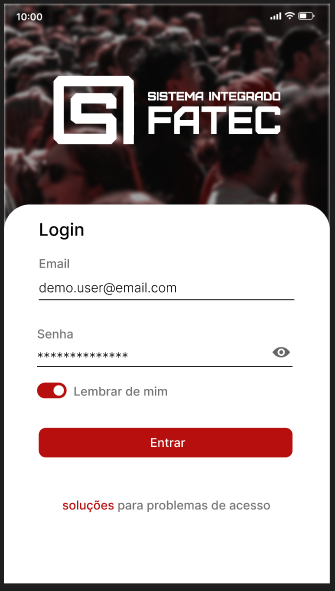 10:00
SISTEMA INTEGRADO
FATEC
Login
Email
demo.user@email.com
Senha
**************
Lembrar de mim
Entrar
soluções para problemas de acesso